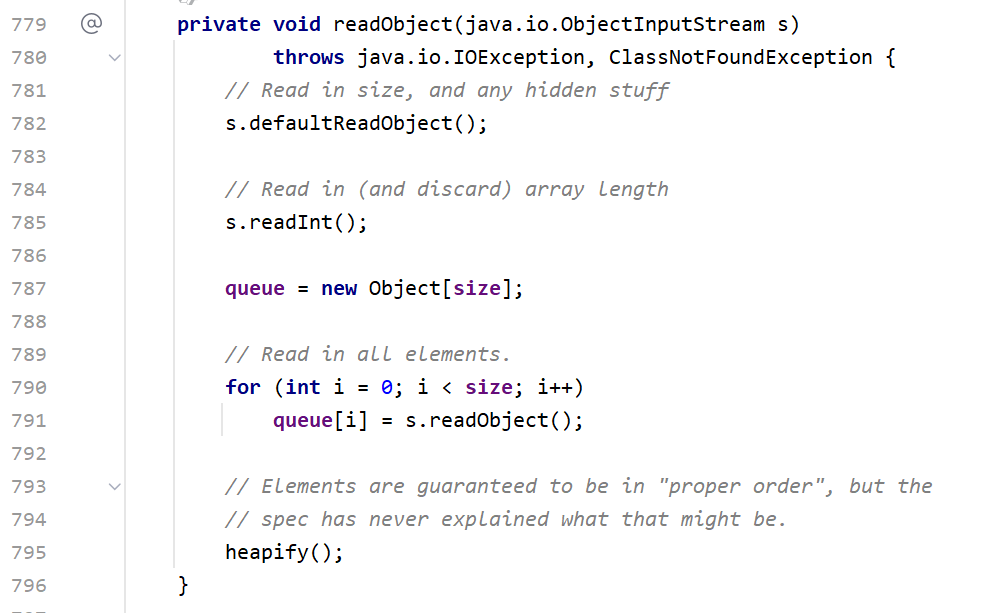 779 @ private void readObject(java.io.ObjectInputStream s)
780 throws java.io.IOException, ClassNotFoundException {
781 // Read in size, and any hidden stuff
782 s.defaultReadObject();
783
784 // Read in (and discard) array length
785 s.readInt();
786
787 queue = new Object[size];
788
789 // Read in all elements.
790 for (int i = 0; i < size; i++)
791 queue[i] = s.readObject();
792
793 // Elements are guaranteed to be in "proper order", but the
794 // spec has never explained what that might be.
795 heapify();
796 }